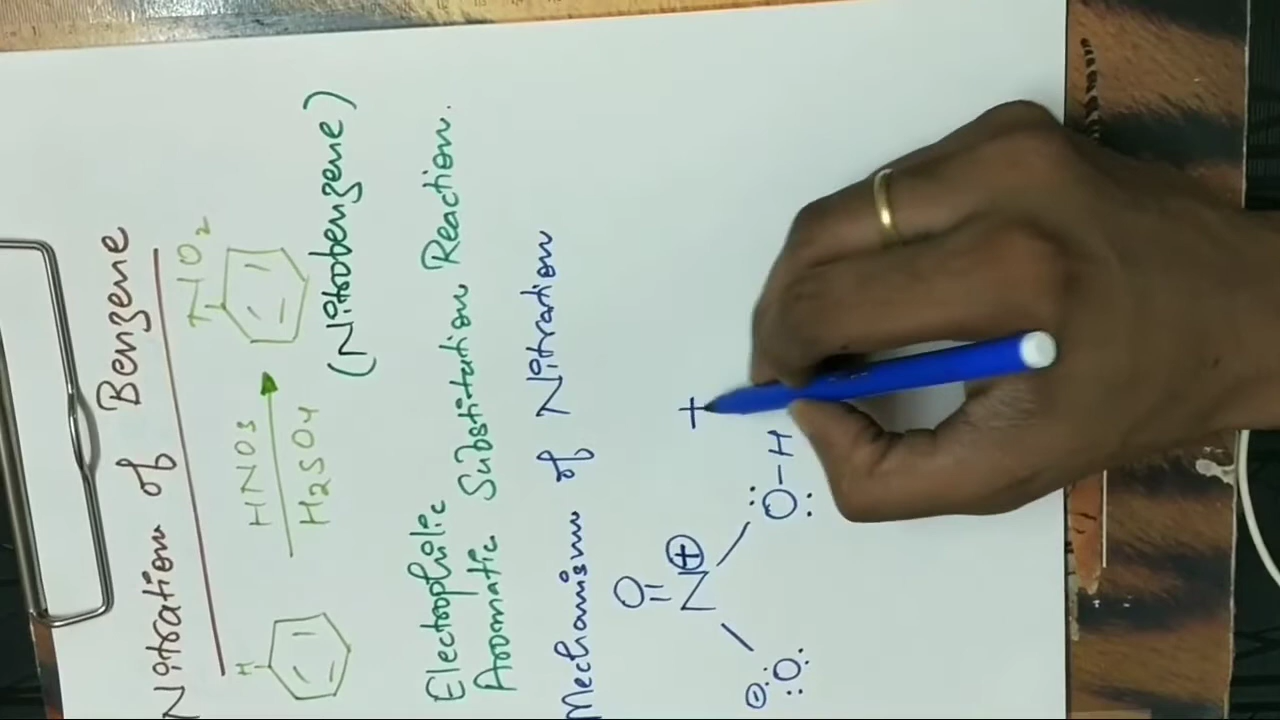 Nitration of Benzene
H HNO3 NO2
H2SO4
(Nitrobenzene)
Electrophilic
Aromatic Substitution Reaction.
Mechanism of Nitration
O
N⊕ +
⊖:Ö: Ö-H